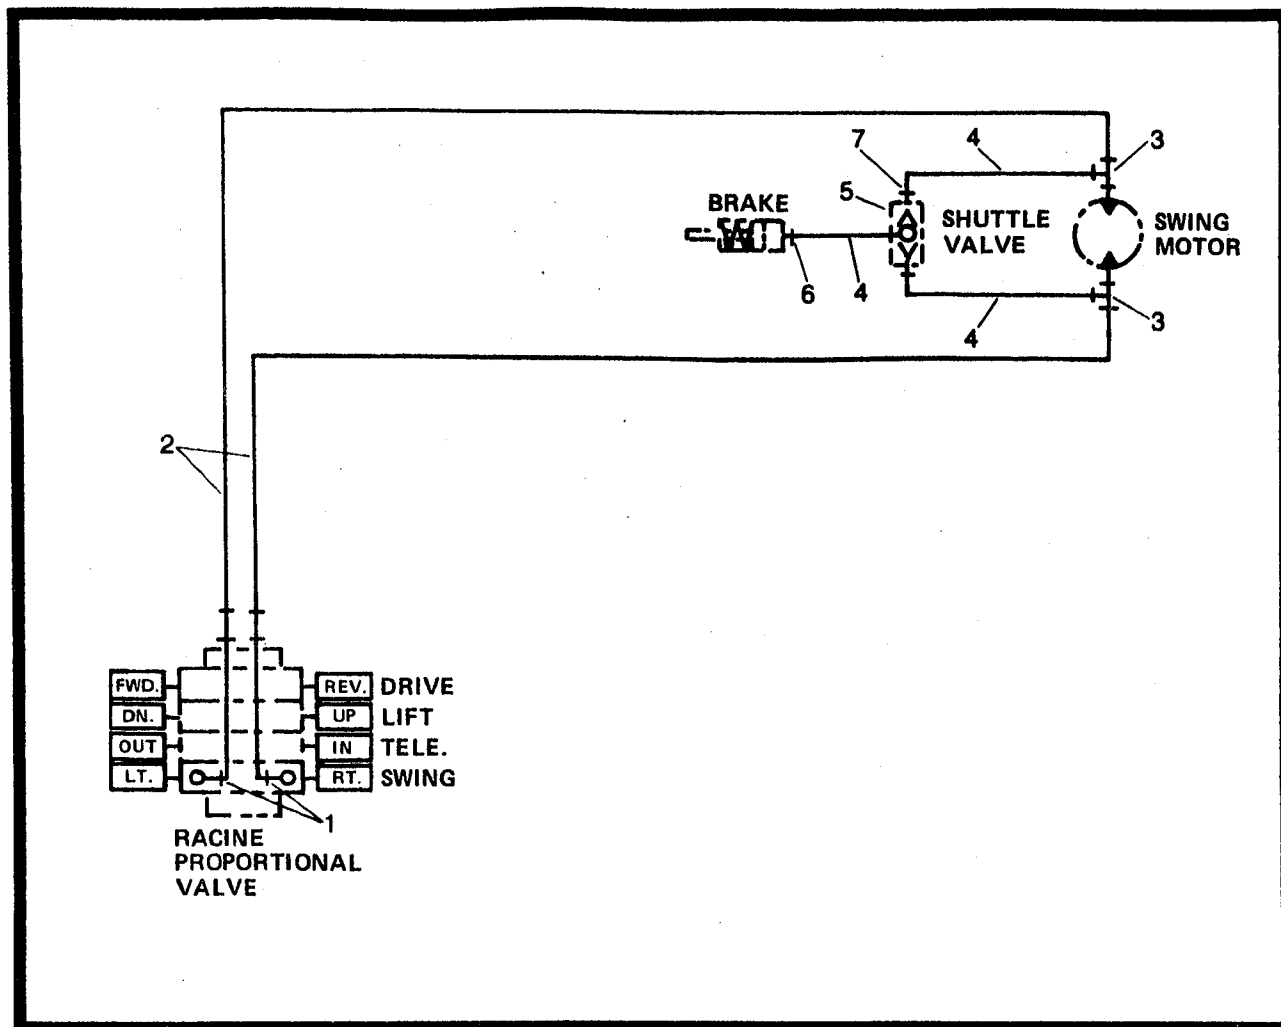 7
4
3
5
BRAKE
SHUTTLE
VALVE
SWING
MOTOR
6
4
4
3
2
FWD.
REV.
DRIVE
DN.
UP
LIFT
OUT
IN
TELE.
LT.
RT.
SWING
1
RACINE
PROPORTIONAL
VALVE